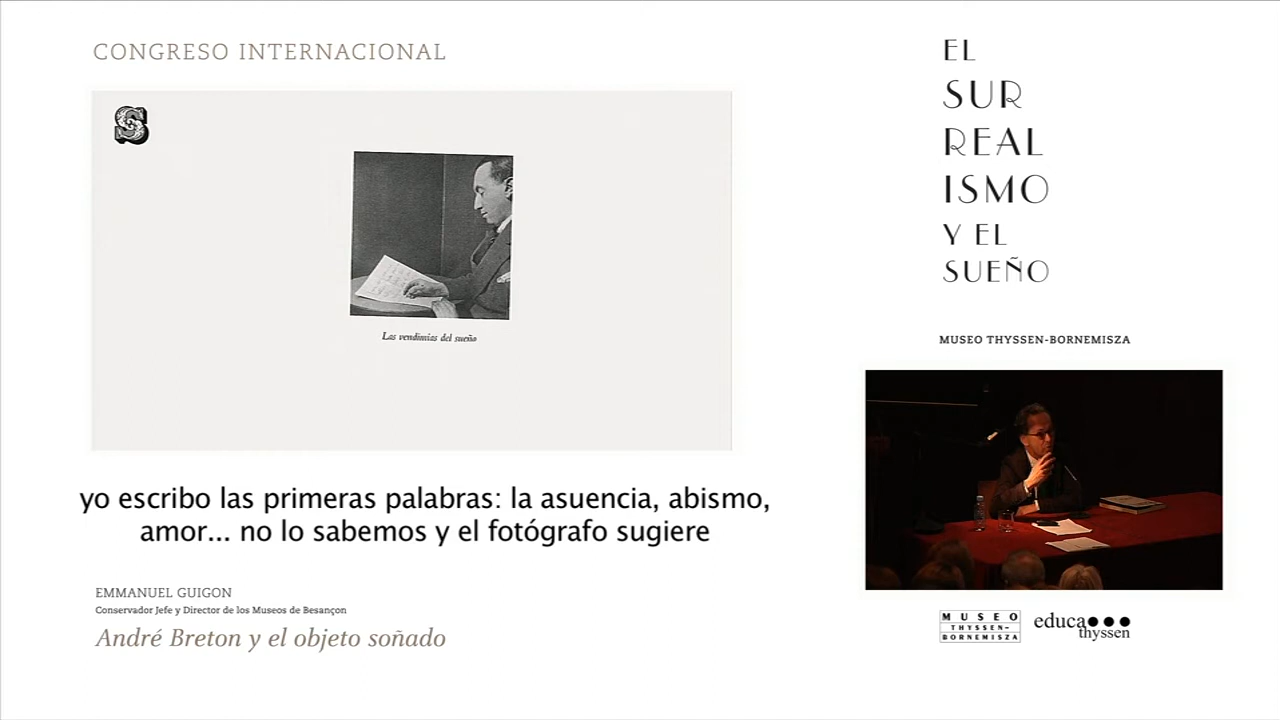 CONGRESO INTERNACIONAL
S
Las vendimias del sueño
yo escribo las primeras palabras: la asuencia, abismo,
amor... no lo sabemos y el fotógrafo sugiere
EMMANUEL GUIGON
Conservador Jefe y Director de los Museos de Besançon
André Breton y el objeto soñado
EL
SUR
REAL
ISMO
Y EL
SUEÑO
MUSEO THYSSEN-BORNEMISZA
MUSEO
THYSSEN-
BORNEMISZA
educa
thyssen